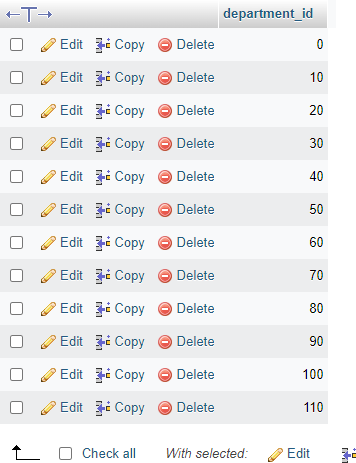 department_id
Edit Copy Delete 0
Edit Copy Delete 10
Edit Copy Delete 20
Edit Copy Delete 30
Edit Copy Delete 40
Edit Copy Delete 50
Edit Copy Delete 60
Edit Copy Delete 70
Edit Copy Delete 80
Edit Copy Delete 90
Edit Copy Delete 100
Edit Copy Delete 110
Check all With selected: Edit